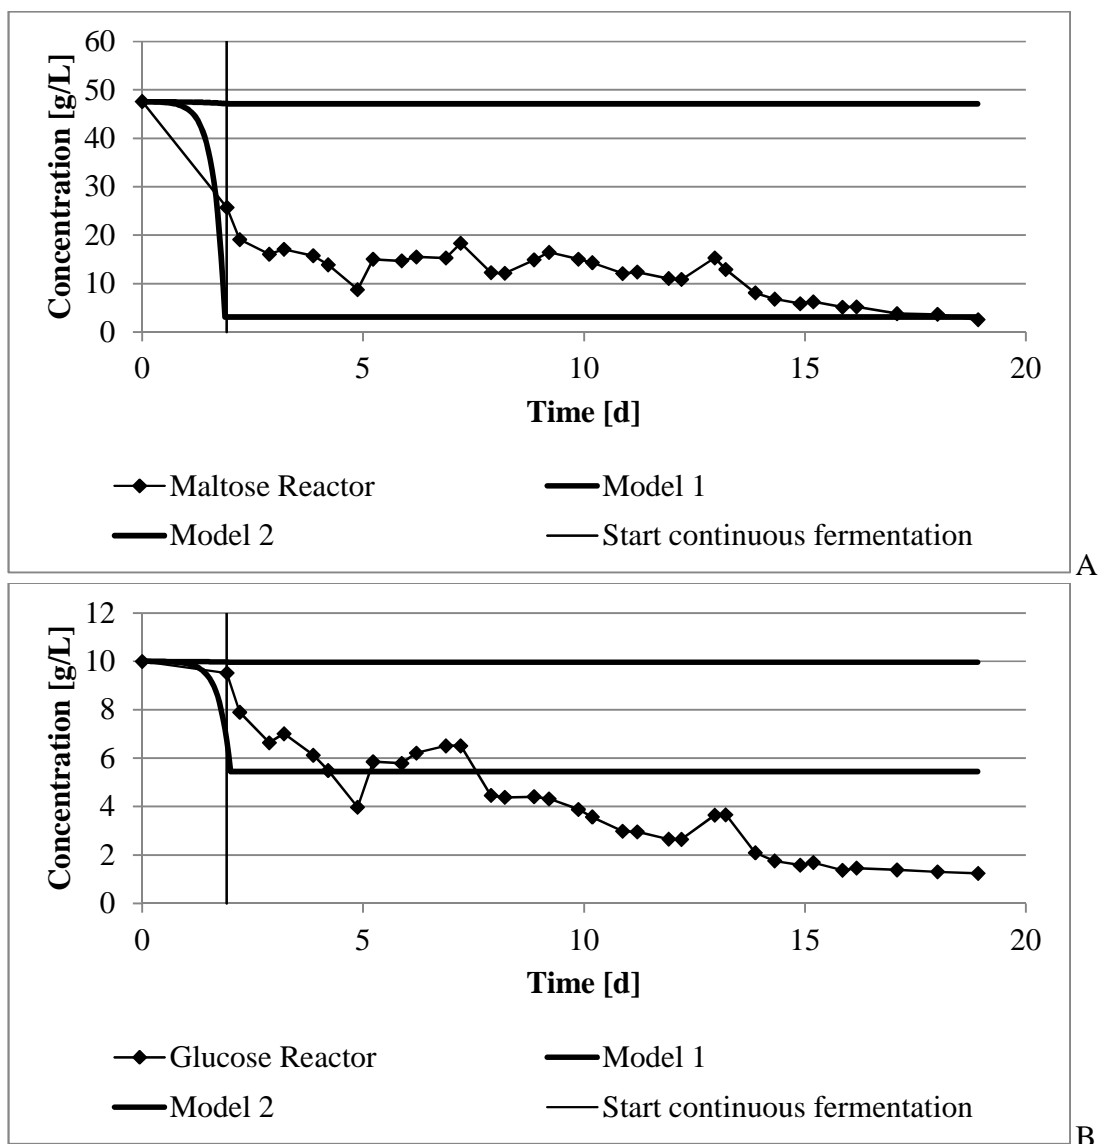 60
50
40
30
20
10
0
Concentration [g/L]
0 5 10 15 20
Time [d]
Maltose Reactor Model 1
Model 2 Start continuous fermentation
A
12
10
8
6
4
2
0
Concentration [g/L]
0 5 10 15 20
Time [d]
Glucose Reactor Model 1
Model 2 Start continuous fermentation
B